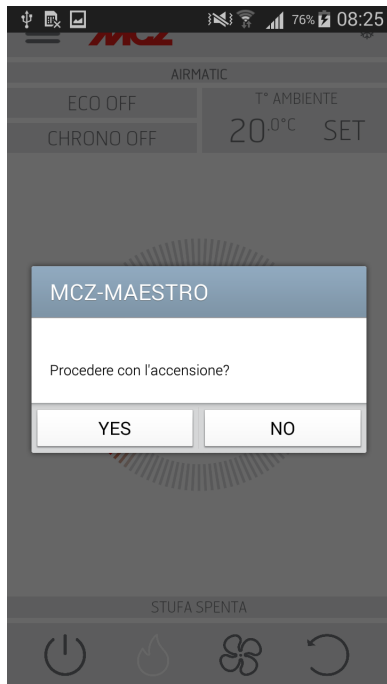 76% 08:25
MCZ
AIRMATIC
ECO OFF
T° AMBIENTE
CHRONO OFF
20.0°C SET
MCZ-MAESTRO
Procedere con l'accensione?
YES NO
STUFA SPENTA